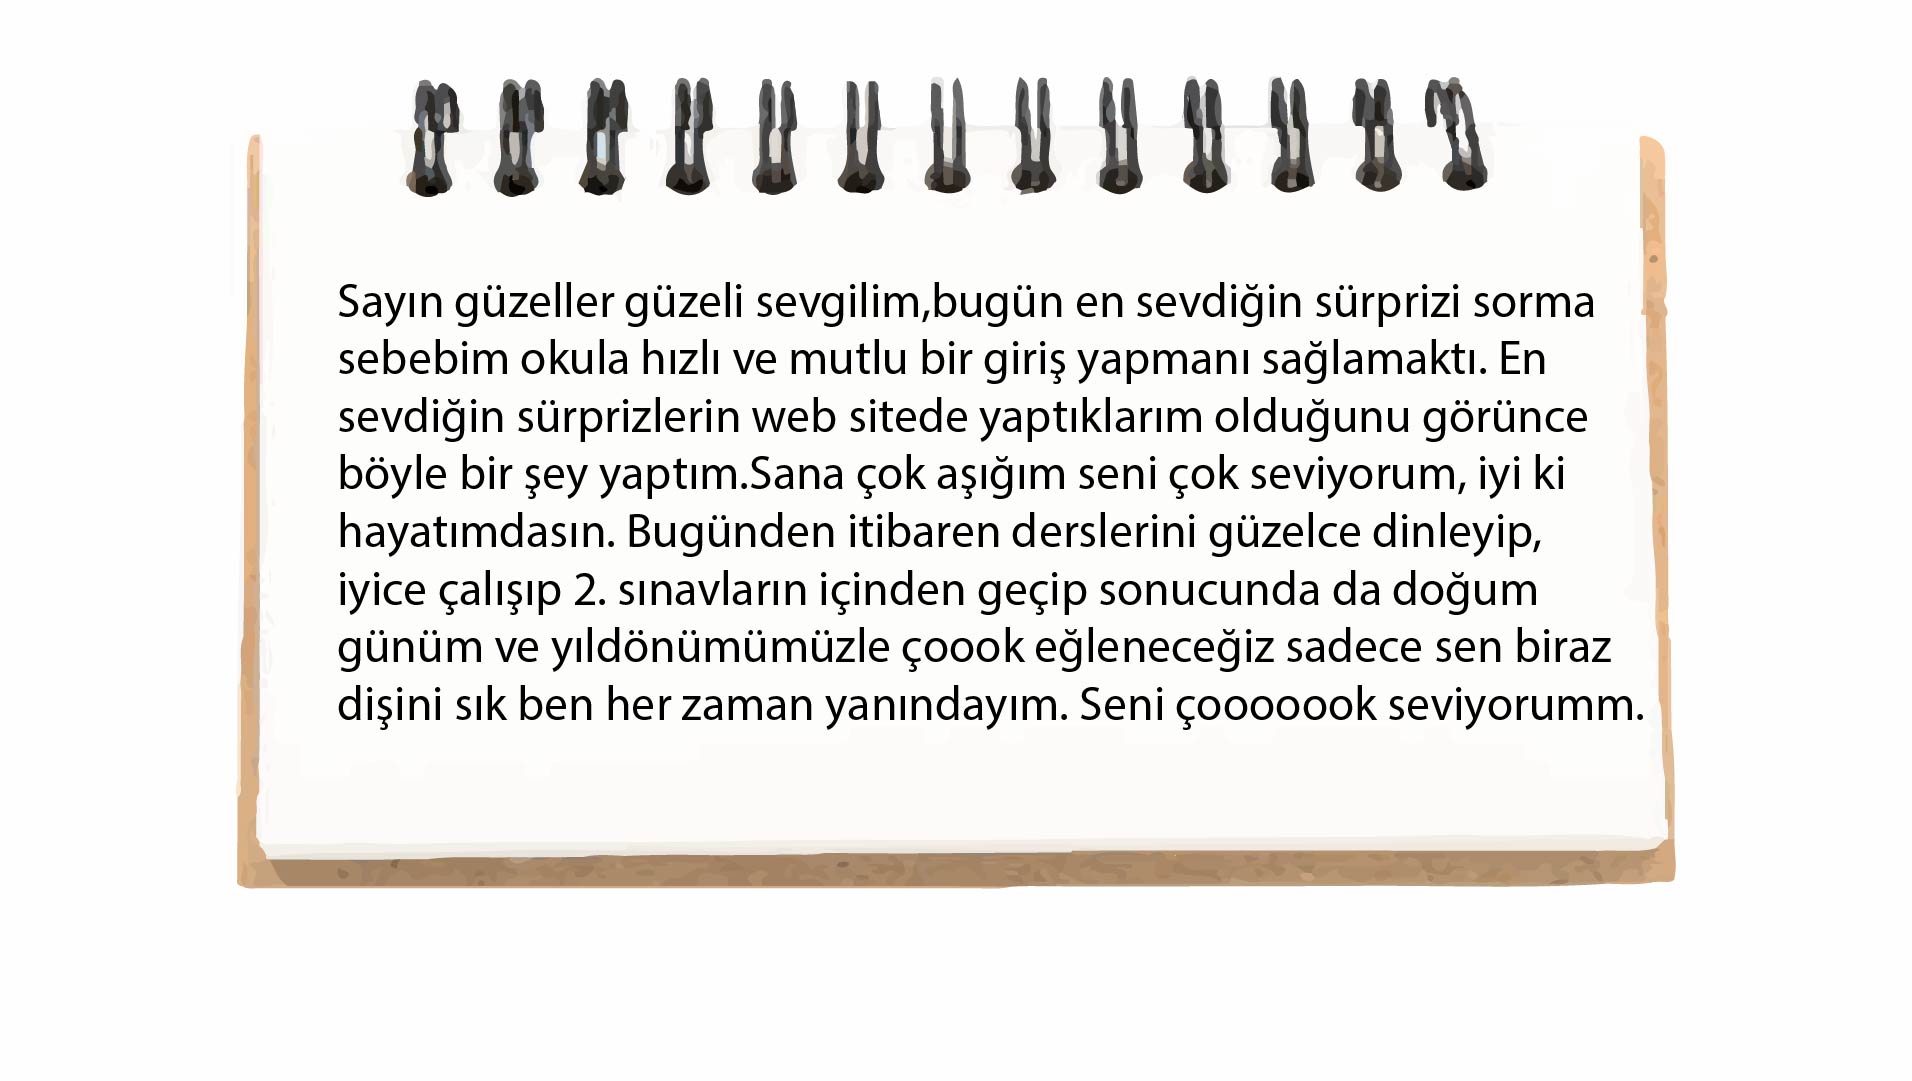 Sayın güzeller güzeli sevgilim,bugün en sevdiğin sürprizi sorma
sebebim okula hızlı ve mutlu bir giriş yapmanı sağlamaktı. En
sevdiğin sürprizlerin web sitede yaptıklarım olduğunu görünce
böyle bir şey yaptım.Sana çok aşığım seni çok seviyorum, iyi ki
hayatımdasın. Bugünden itibaren derslerini güzelce dinleyip,
iyice çalışıp 2. sınavların içinden geçip sonucunda da doğum
günüm ve yıldönümümüzle çoook eğleneceğiz sadece sen biraz
dişini sık ben her zaman yanındayım. Seni çooooook seviyorumm.